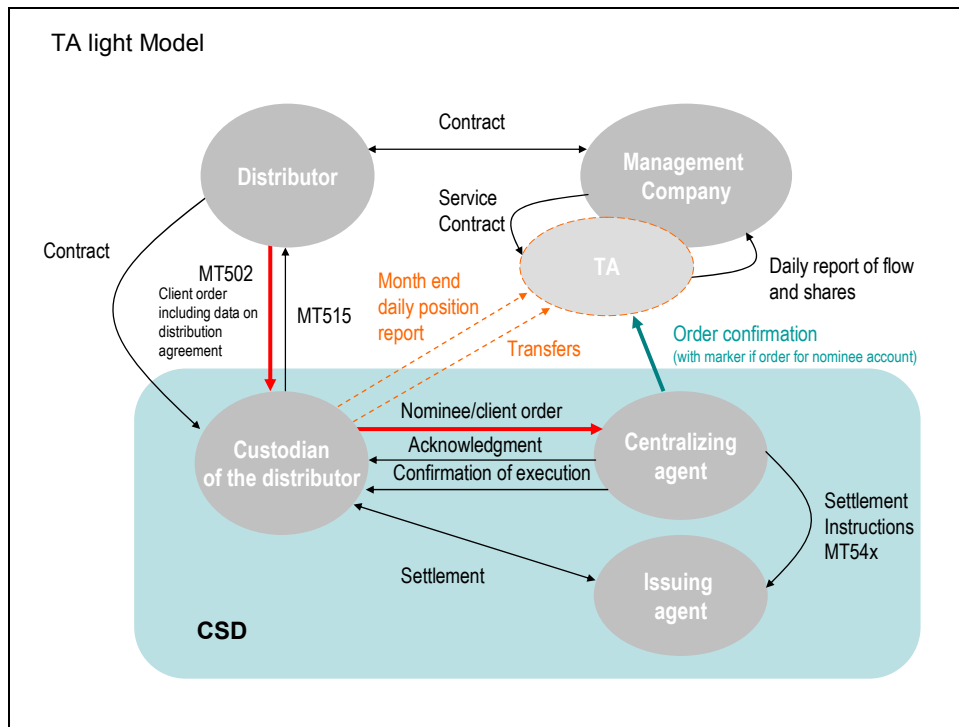 TA light Model
Contract
Distributor
Management
Company
Service
Contract
Contract
TA
MT502
Client order
including data on
distribution
agreement
MT515
Month end
daily position
report
Daily report of flow
and shares
Transfers
Order confirmation
(with marker if order for nominee account)
Nominee/client order
Custodian
of the distributor
Acknowledgment
Confirmation of execution
Centralizing
agent
Settlement
Instructions
MT54x
Settlement
Issuing
agent
CSD